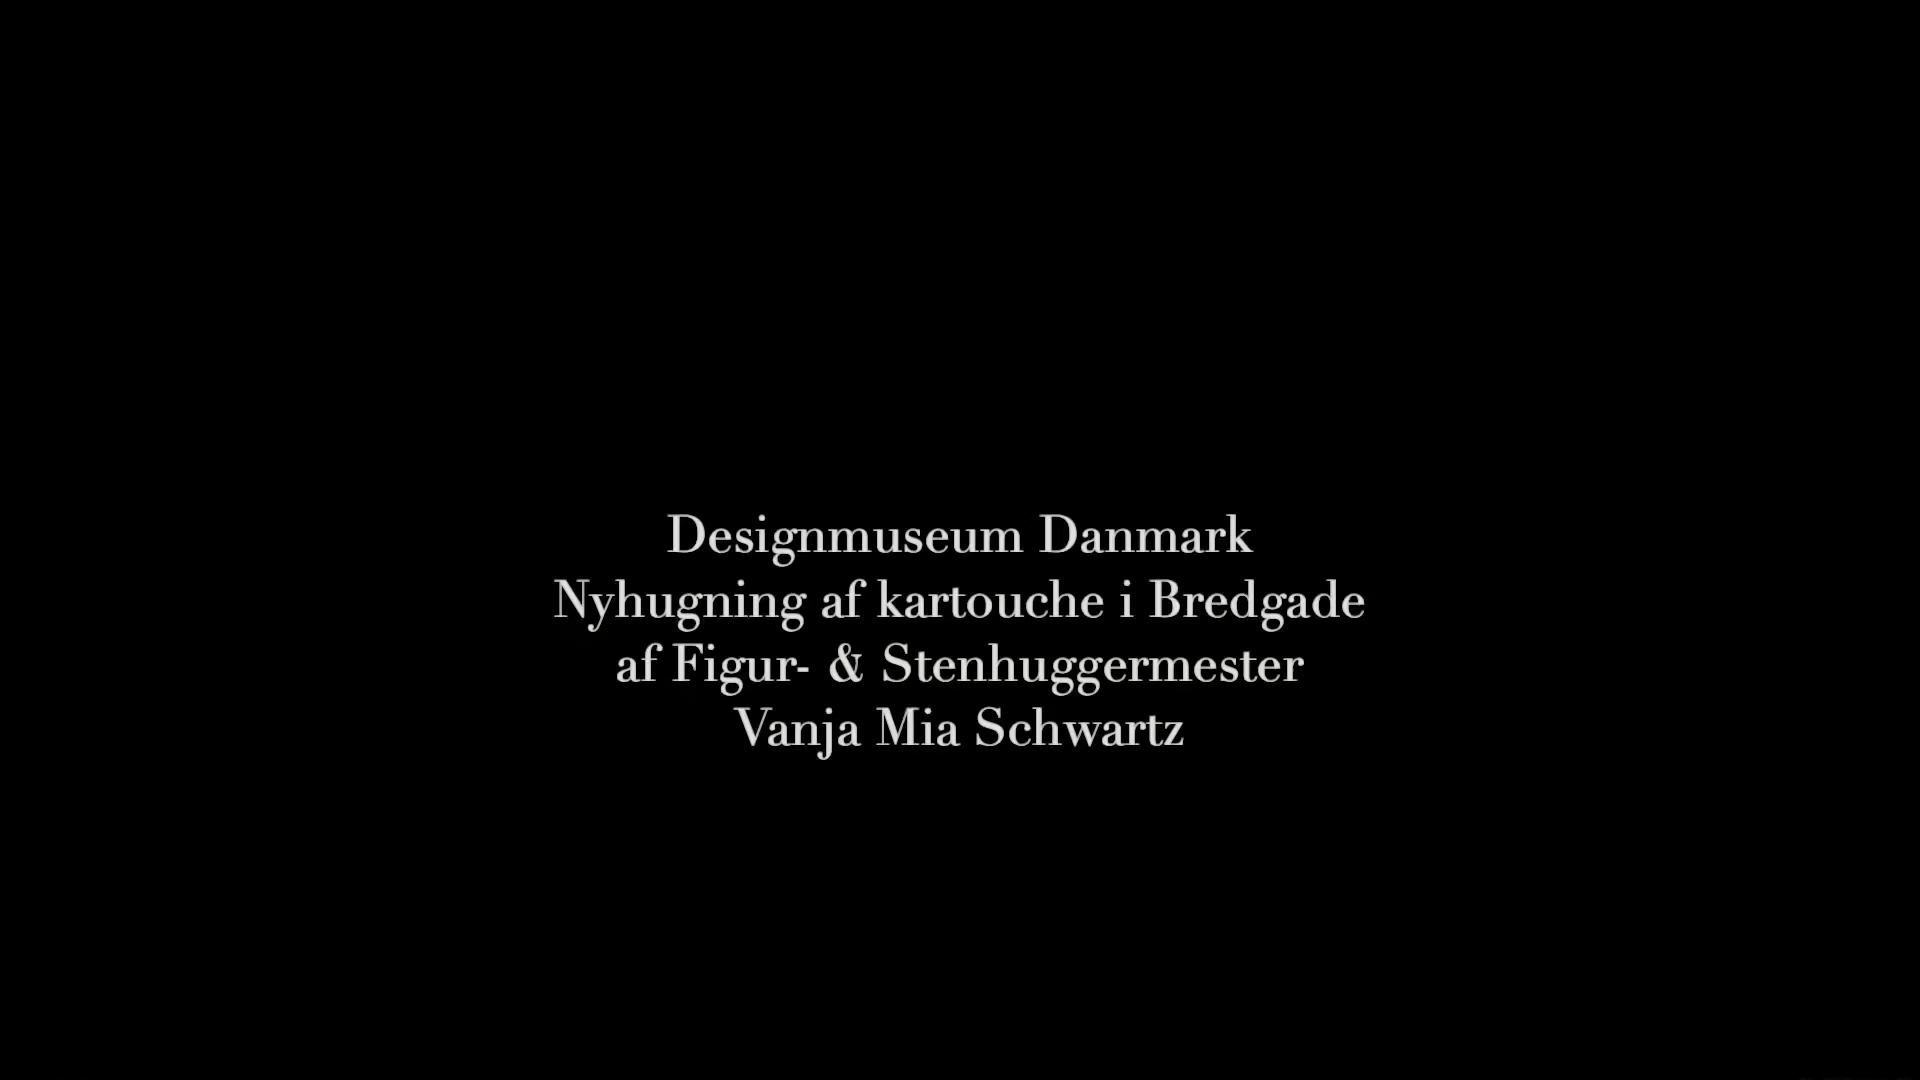 Designmuseum Danmark
Nyhugning af kartouche i Bredgade
af Figur- & Stenhuggermester
Vanja Mia Schwartz